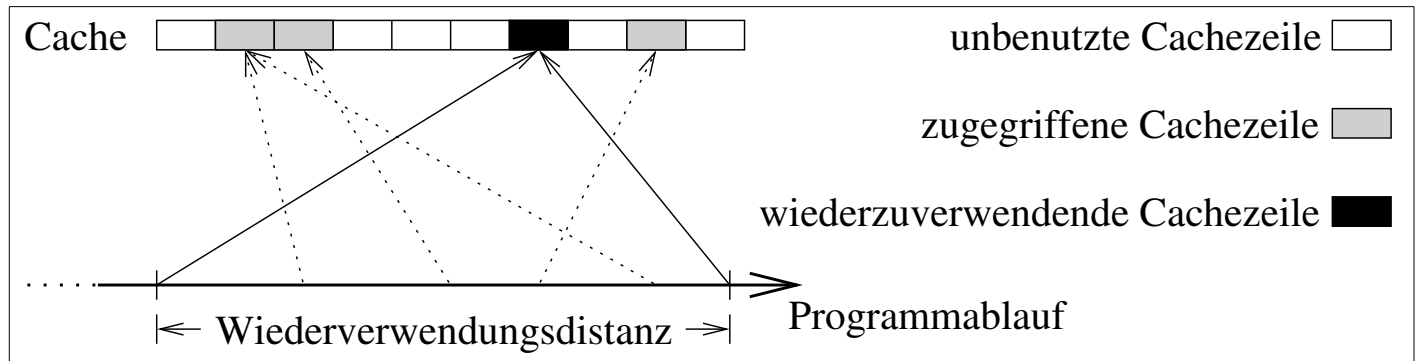 Cache
unbenutzte Cachezeile
zugegriffene Cachezeile
wiederzuverwendende Cachezeile
Programmablauf
Wiederverwendungsdistanz